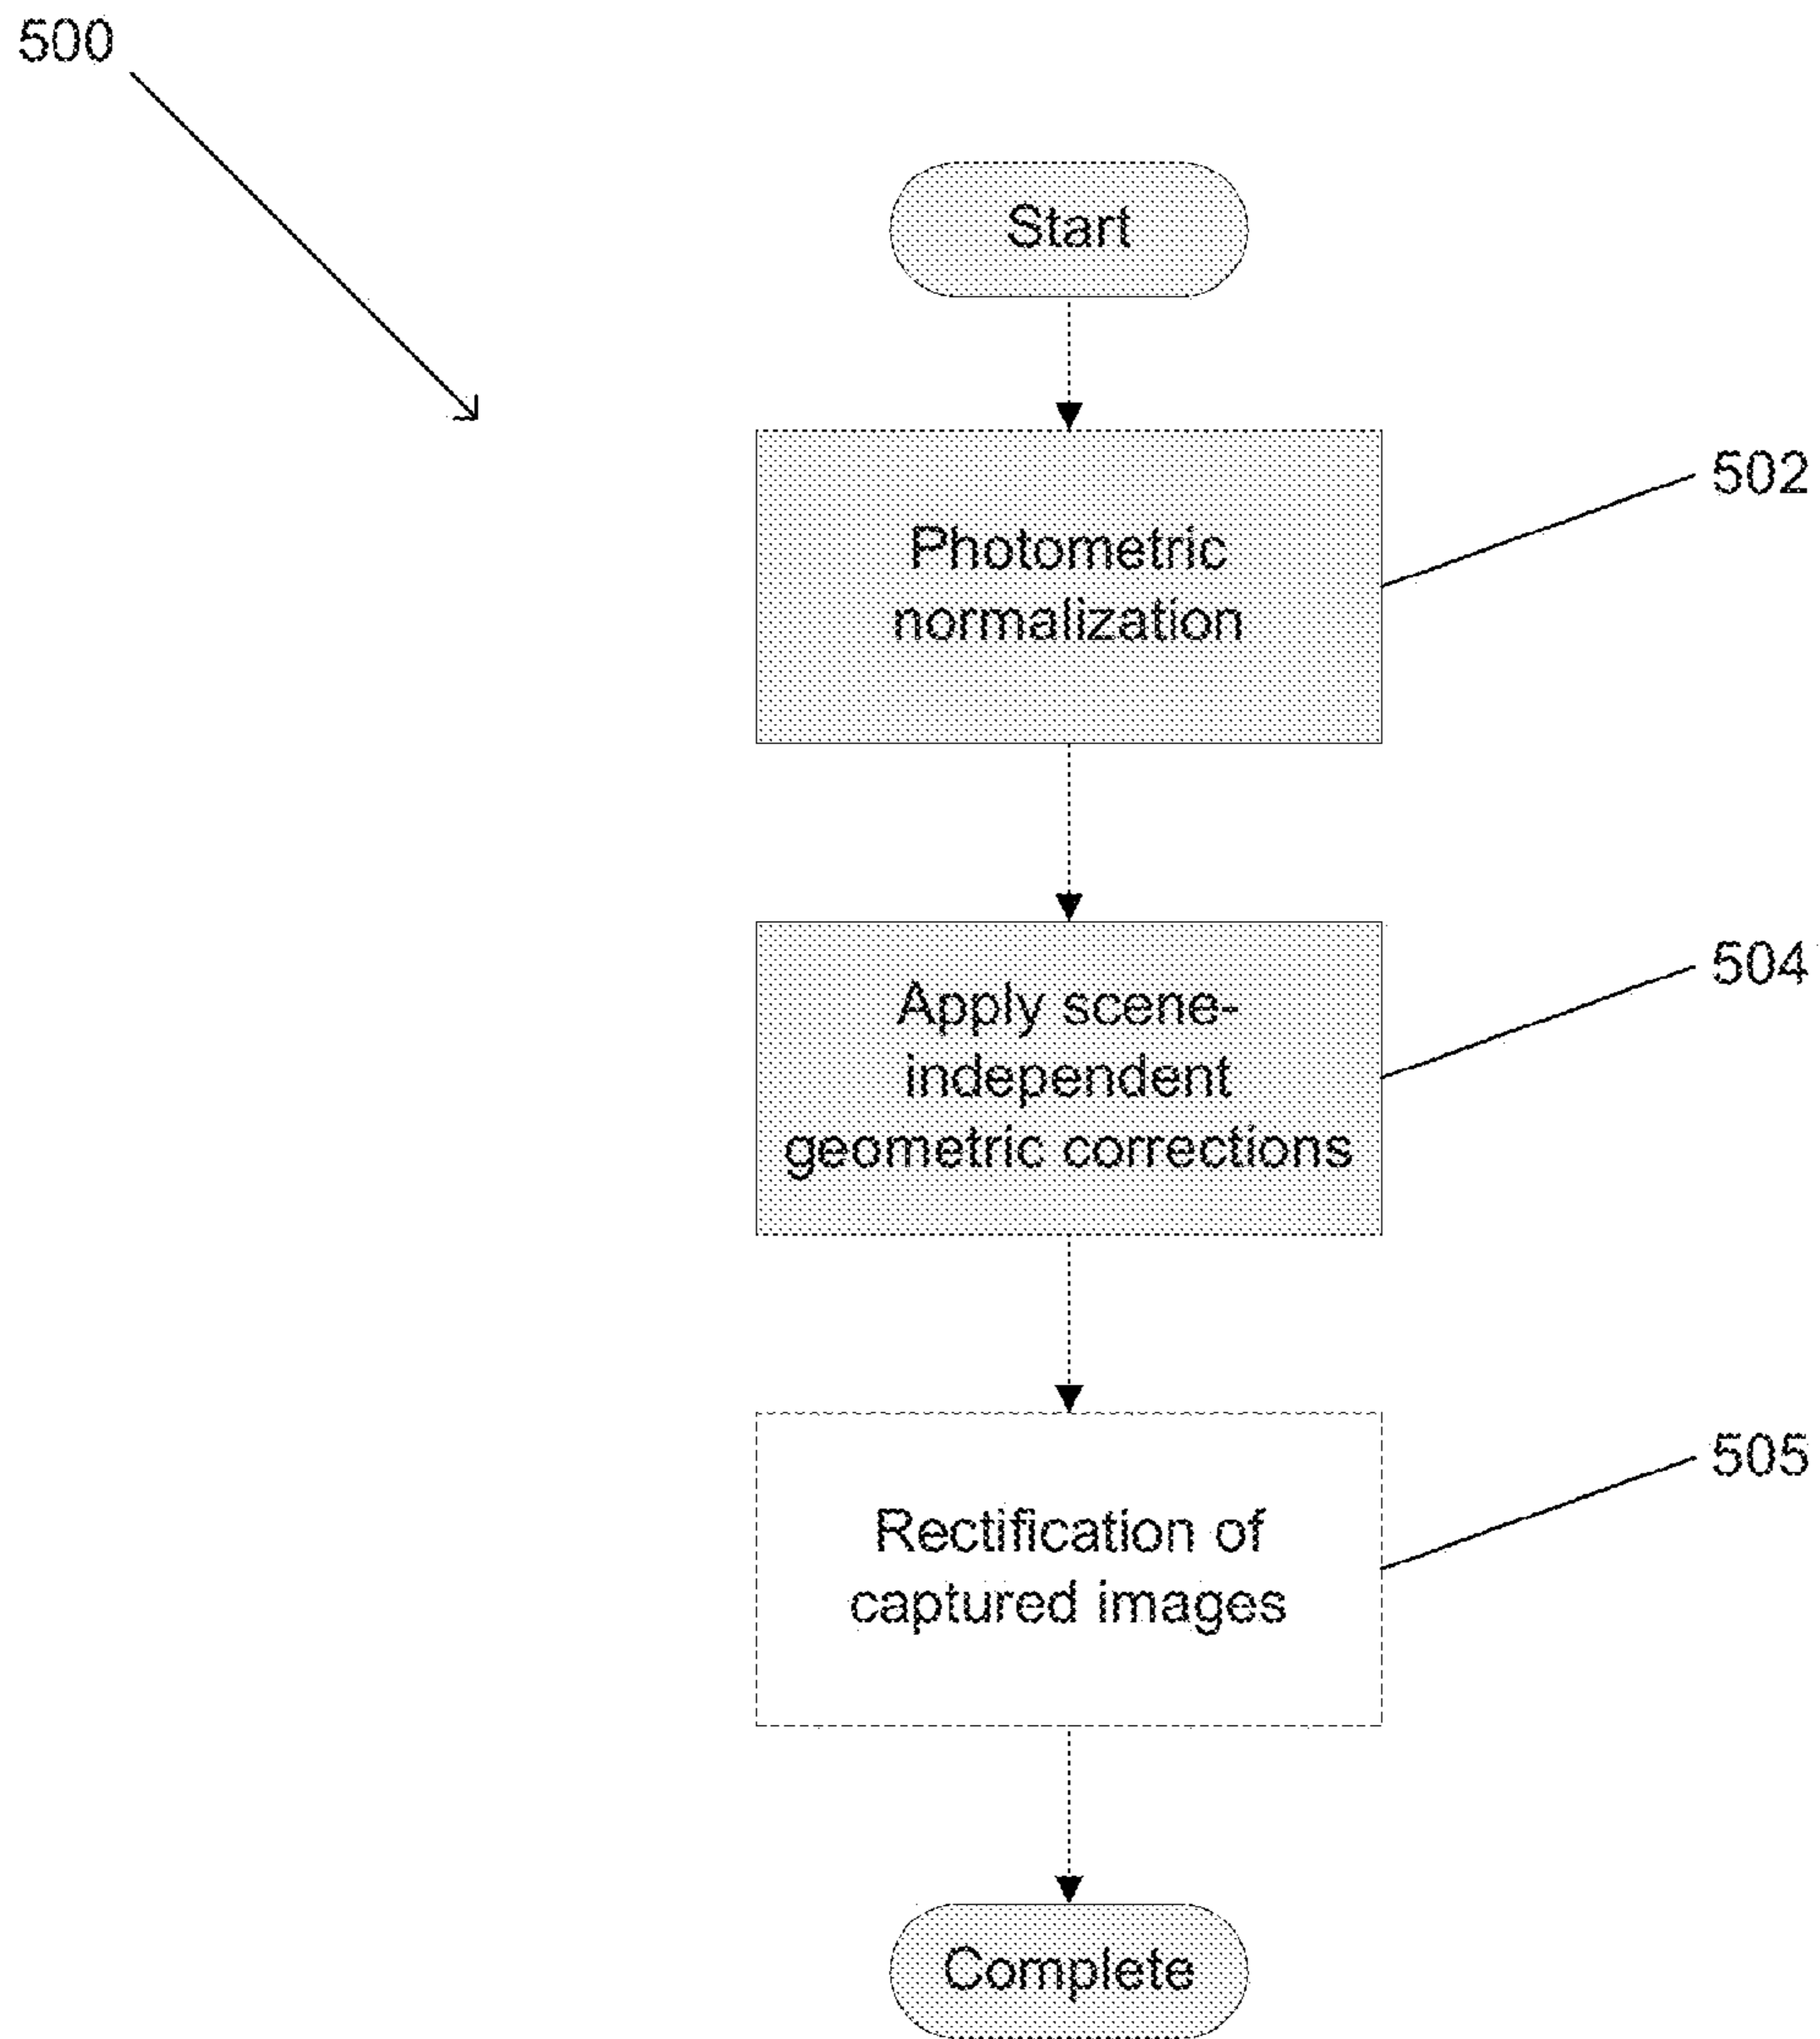 500
Start
502
Photometric
normalization
504
Apply scene-
independent
geometric corrections
505
Rectification of
captured images
Complete